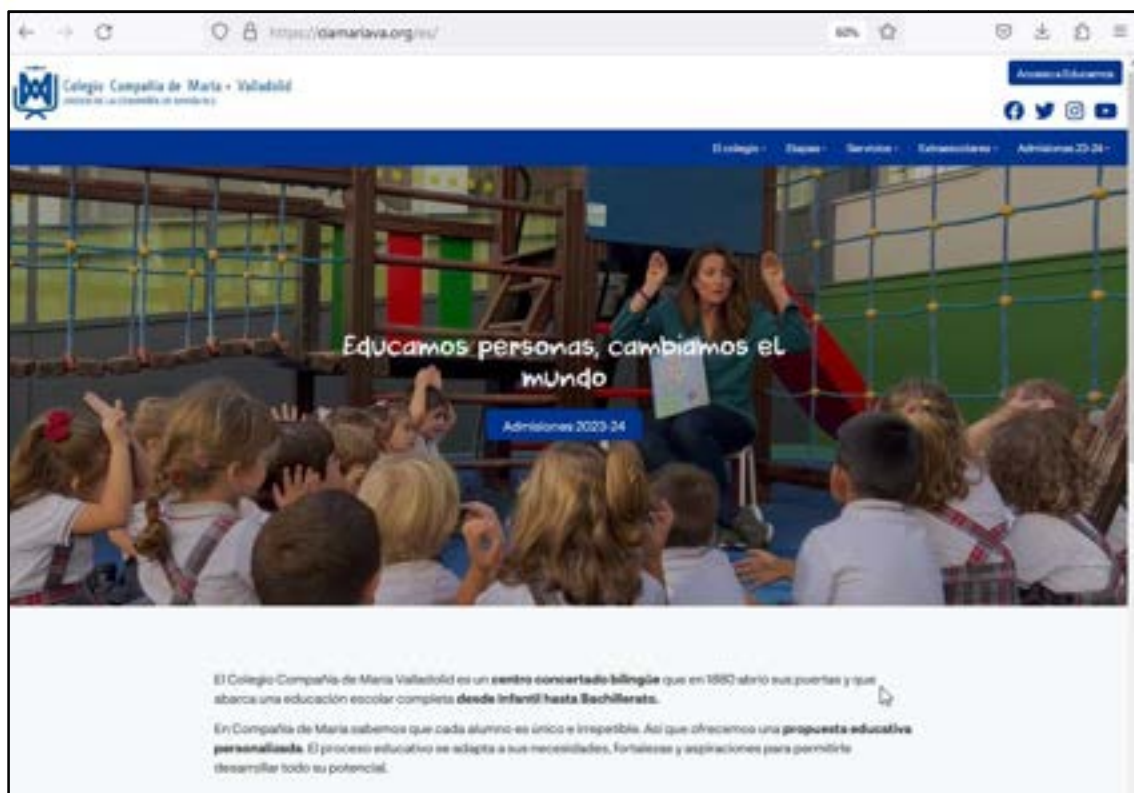 https://ciamariava.org/es/
60%
Colegio Compañía de María - Valladolid
Acceso a Educamos
El colegio
Etapas
Servicios
Extraescolares
Admisiones 23-24
Educamos personas, cambiamos el
mundo
Admisiones 2023-24
El Colegio Compañía de María Valladolid es un centro concertado bilingüe que en 1880 abrió sus puertas y que
abarca una educación escolar completa desde Infantil hasta Bachillerato.
En Compañía de María sabemos que cada alumno es único e irrepetible. Así que ofrecemos una propuesta educativa
personalizada. El proceso educativo se adapta a sus necesidades, fortalezas y aspiraciones para permitirle
desarrollar todo su potencial.